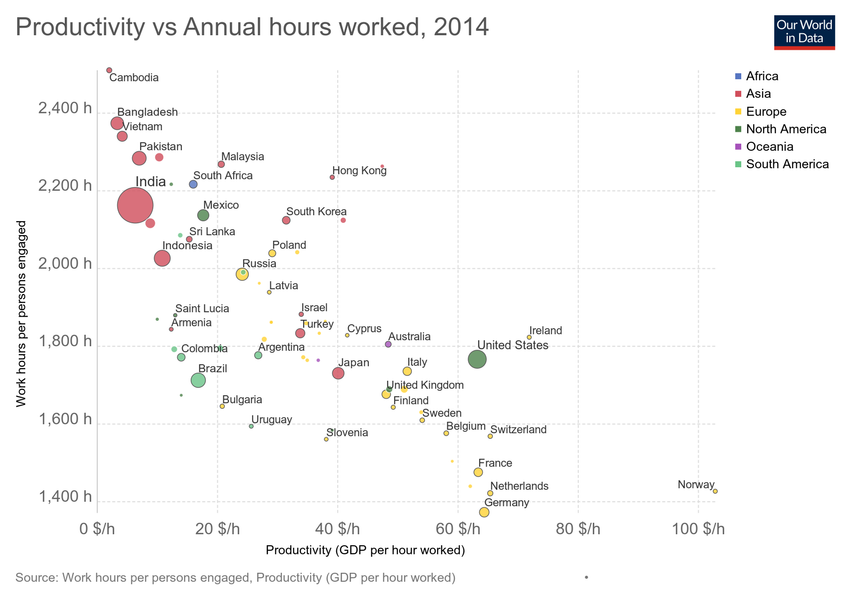 Productivity vs Annual hours worked, 2014
Our World
in Data
Africa
Asia
Europe
North America
Oceania
South America
Work hours per persons engaged
2,400 h
2,200 h
2,000 h
1,800 h
1,600 h
1,400 h
Cambodia
Bangladesh
Vietnam
Pakistan
Malaysia
Hong Kong
South Africa
India
Mexico
South Korea
Sri Lanka
Indonesia
Poland
Russia
Latvia
Saint Lucia
Israel
Armenia
Turkey
Cyprus
Ireland
Australia
United States
Colombia
Argentina
Brazil
Japan
Italy
United Kingdom
Bulgaria
Finland
Uruguay
Sweden
Slovenia
Belgium
Switzerland
France
Netherlands
Norway
Germany
0 $/h
20 $/h
40 $/h
60 $/h
80 $/h
100 $/h
Productivity (GDP per hour worked)
Source: Work hours per persons engaged, Productivity (GDP per hour worked)